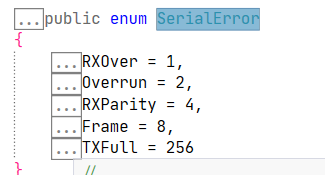 ...public enum SerialError
{
...RXOver = 1,
...Overrun = 2,
...RXParity = 4,
...Frame = 8,
...TXFull = 256
}
//